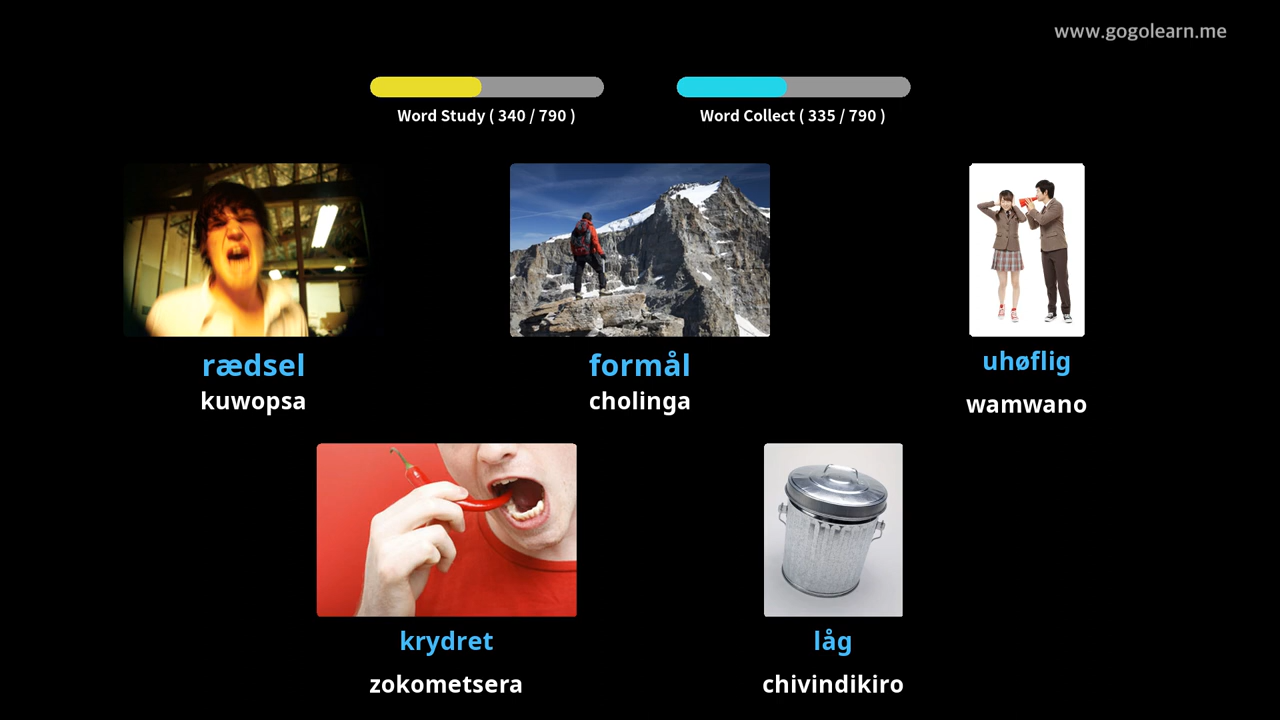 www.gogolearn.me
Word Study ( 340 / 790 )
Word Collect ( 335 / 790 )
rædsel
kuwopsa
formål
cholinga
uhøflig
wamwano
krydret
zokometsera
låg
chivindikiro